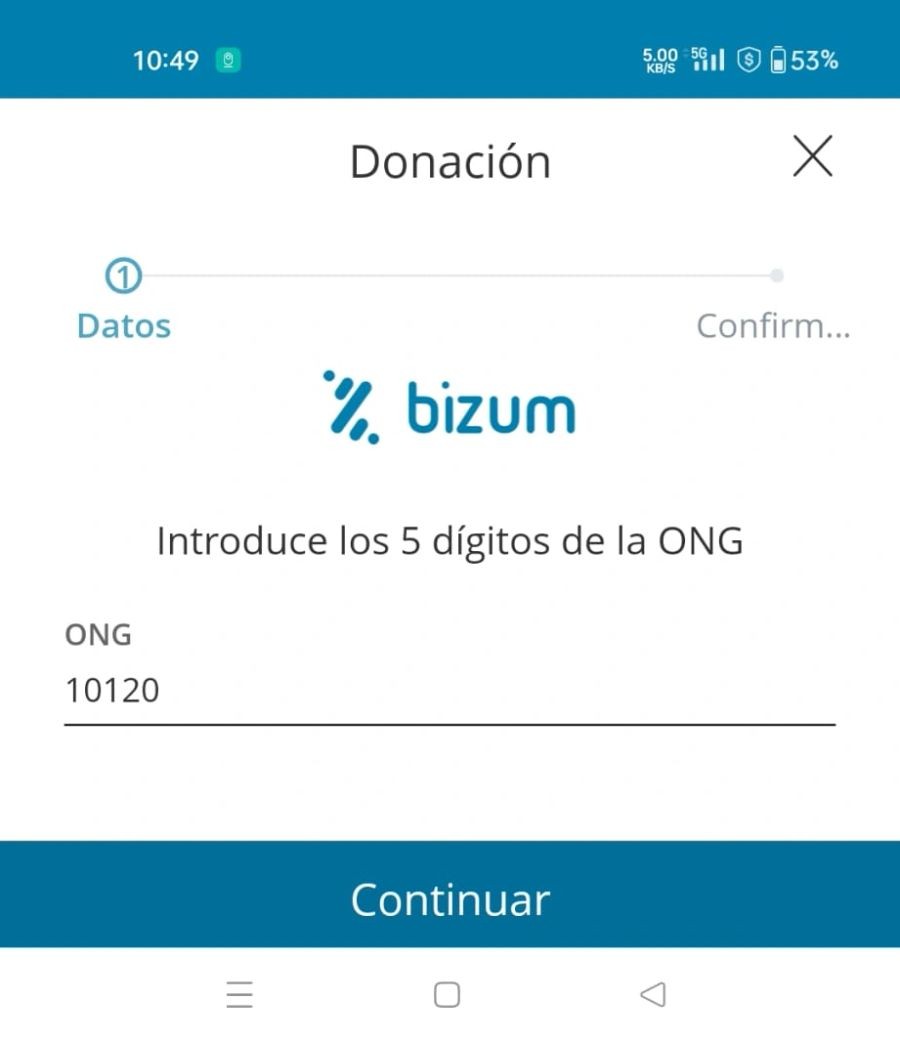 10:49 5.00 KB/S 5G 53%
Donación
1
Datos Confirm...
bizum
Introduce los 5 dígitos de la ONG
ONG
10120
Continuar